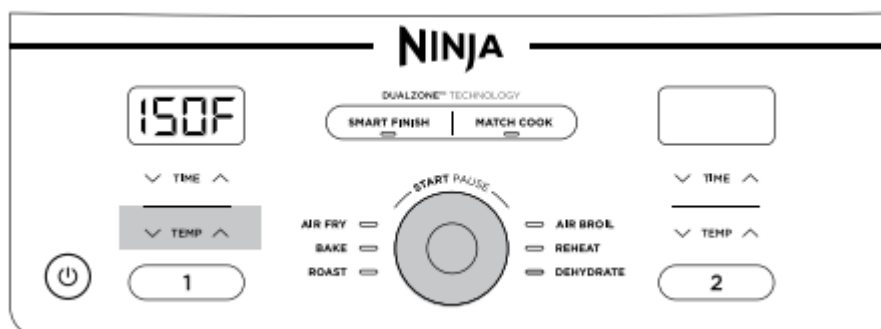 NINJA
DUALZONE™ TECHNOLOGY
150F
SMART FINISH MATCH COOK
TIME
TIME
START PAUSE
TEMP
TEMP
AIR FRY
AIR BROIL
BAKE
REHEAT
ROAST
DEHYDRATE
1
2